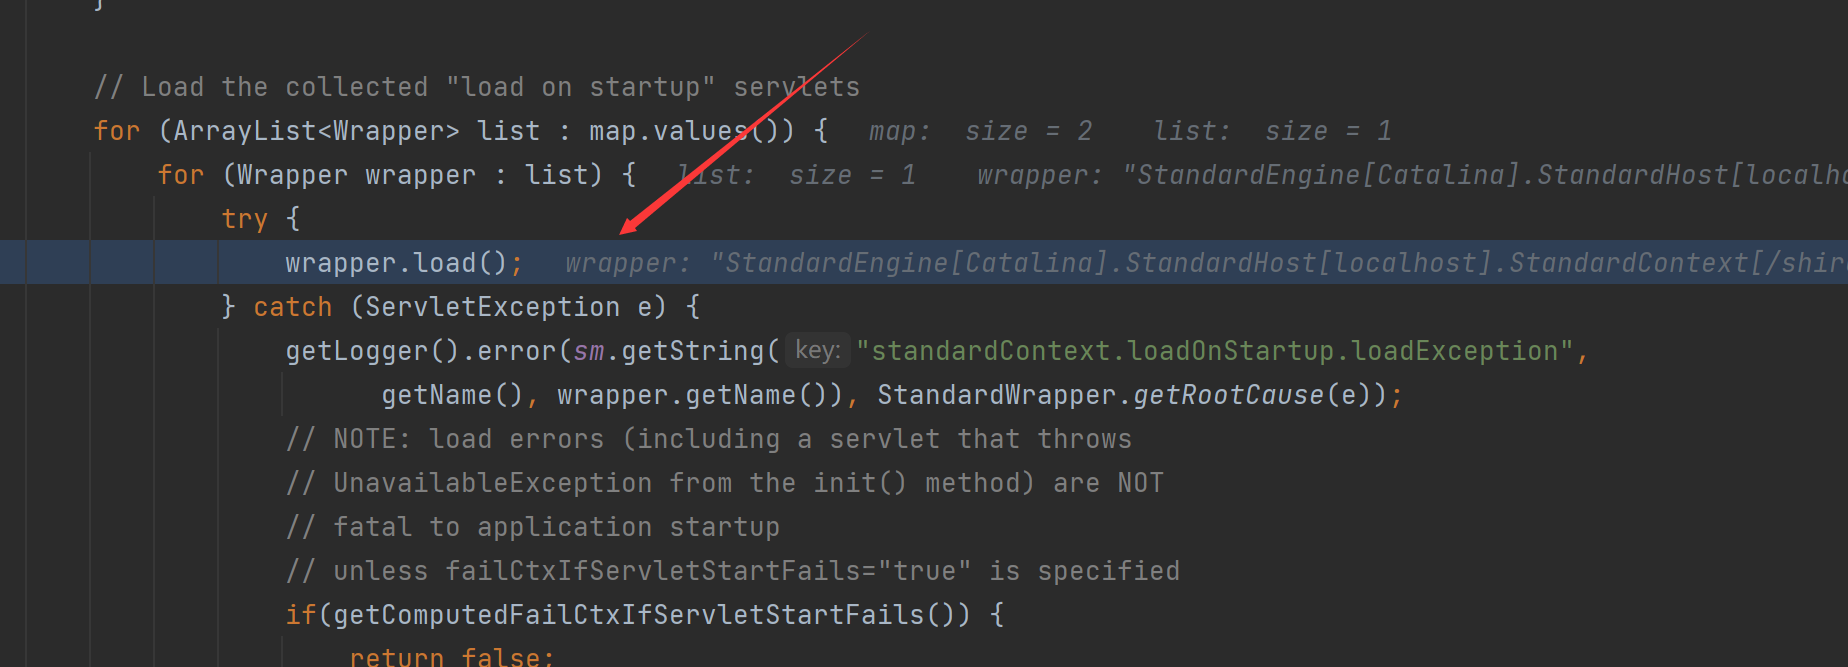 }
// Load the collected "load on startup" servlets
for (ArrayList<Wrapper> list : map.values()) {  map:  size = 2    list:  size = 1
for (Wrapper wrapper : list) {  list:  size = 1    wrapper: "StandardEngine[Catalina].StandardHost[localho
try {
wrapper.load();  wrapper: "StandardEngine[Catalina].StandardHost[localhost].StandardContext[/shiro
} catch (ServletException e) {
getLogger().error(sm.getString( key: "standardContext.loadOnStartup.loadException",
getName(), wrapper.getName()), StandardWrapper.getRootCause(e));
// NOTE: load errors (including a servlet that throws
// UnavailableException from the init() method) are NOT
// fatal to application startup
// unless failCtxIfServletStartFails="true" is specified
if(getComputedFailCtxIfServletStartFails()) {
return false;